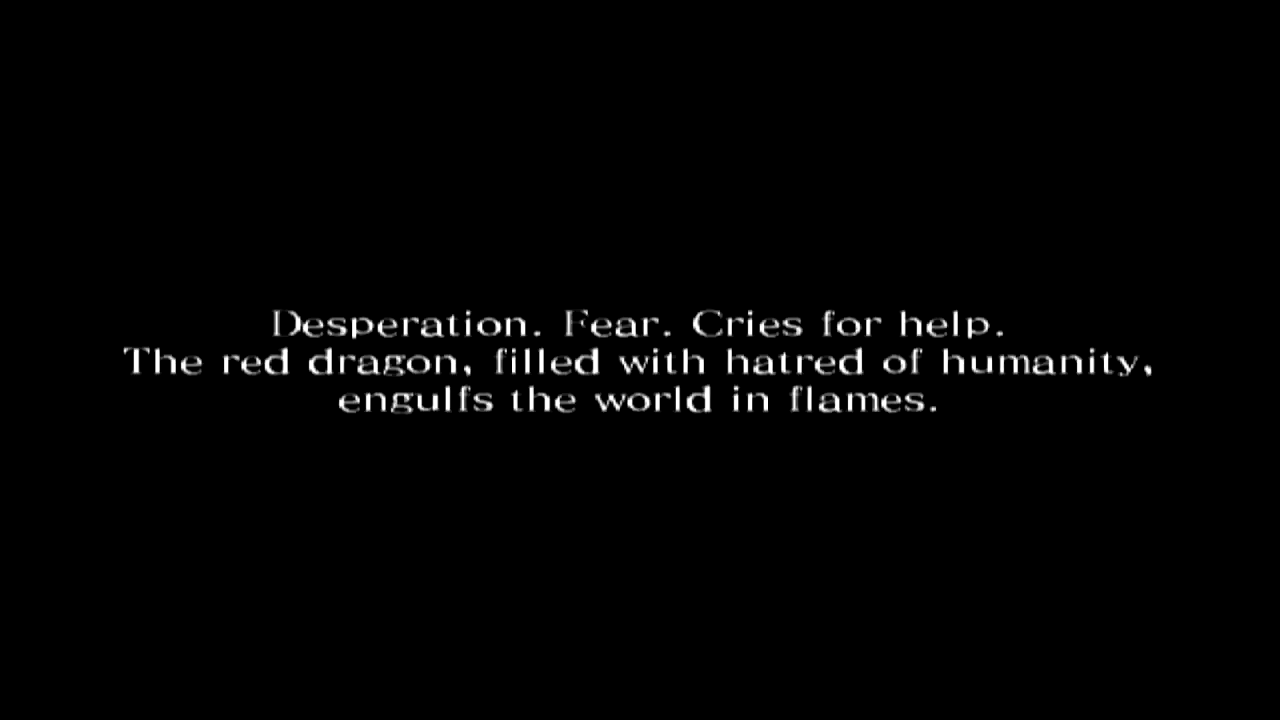 Desperation. Fear. Cries for help.
The red dragon, filled with hatred of humanity,
engulfs the world in flames.